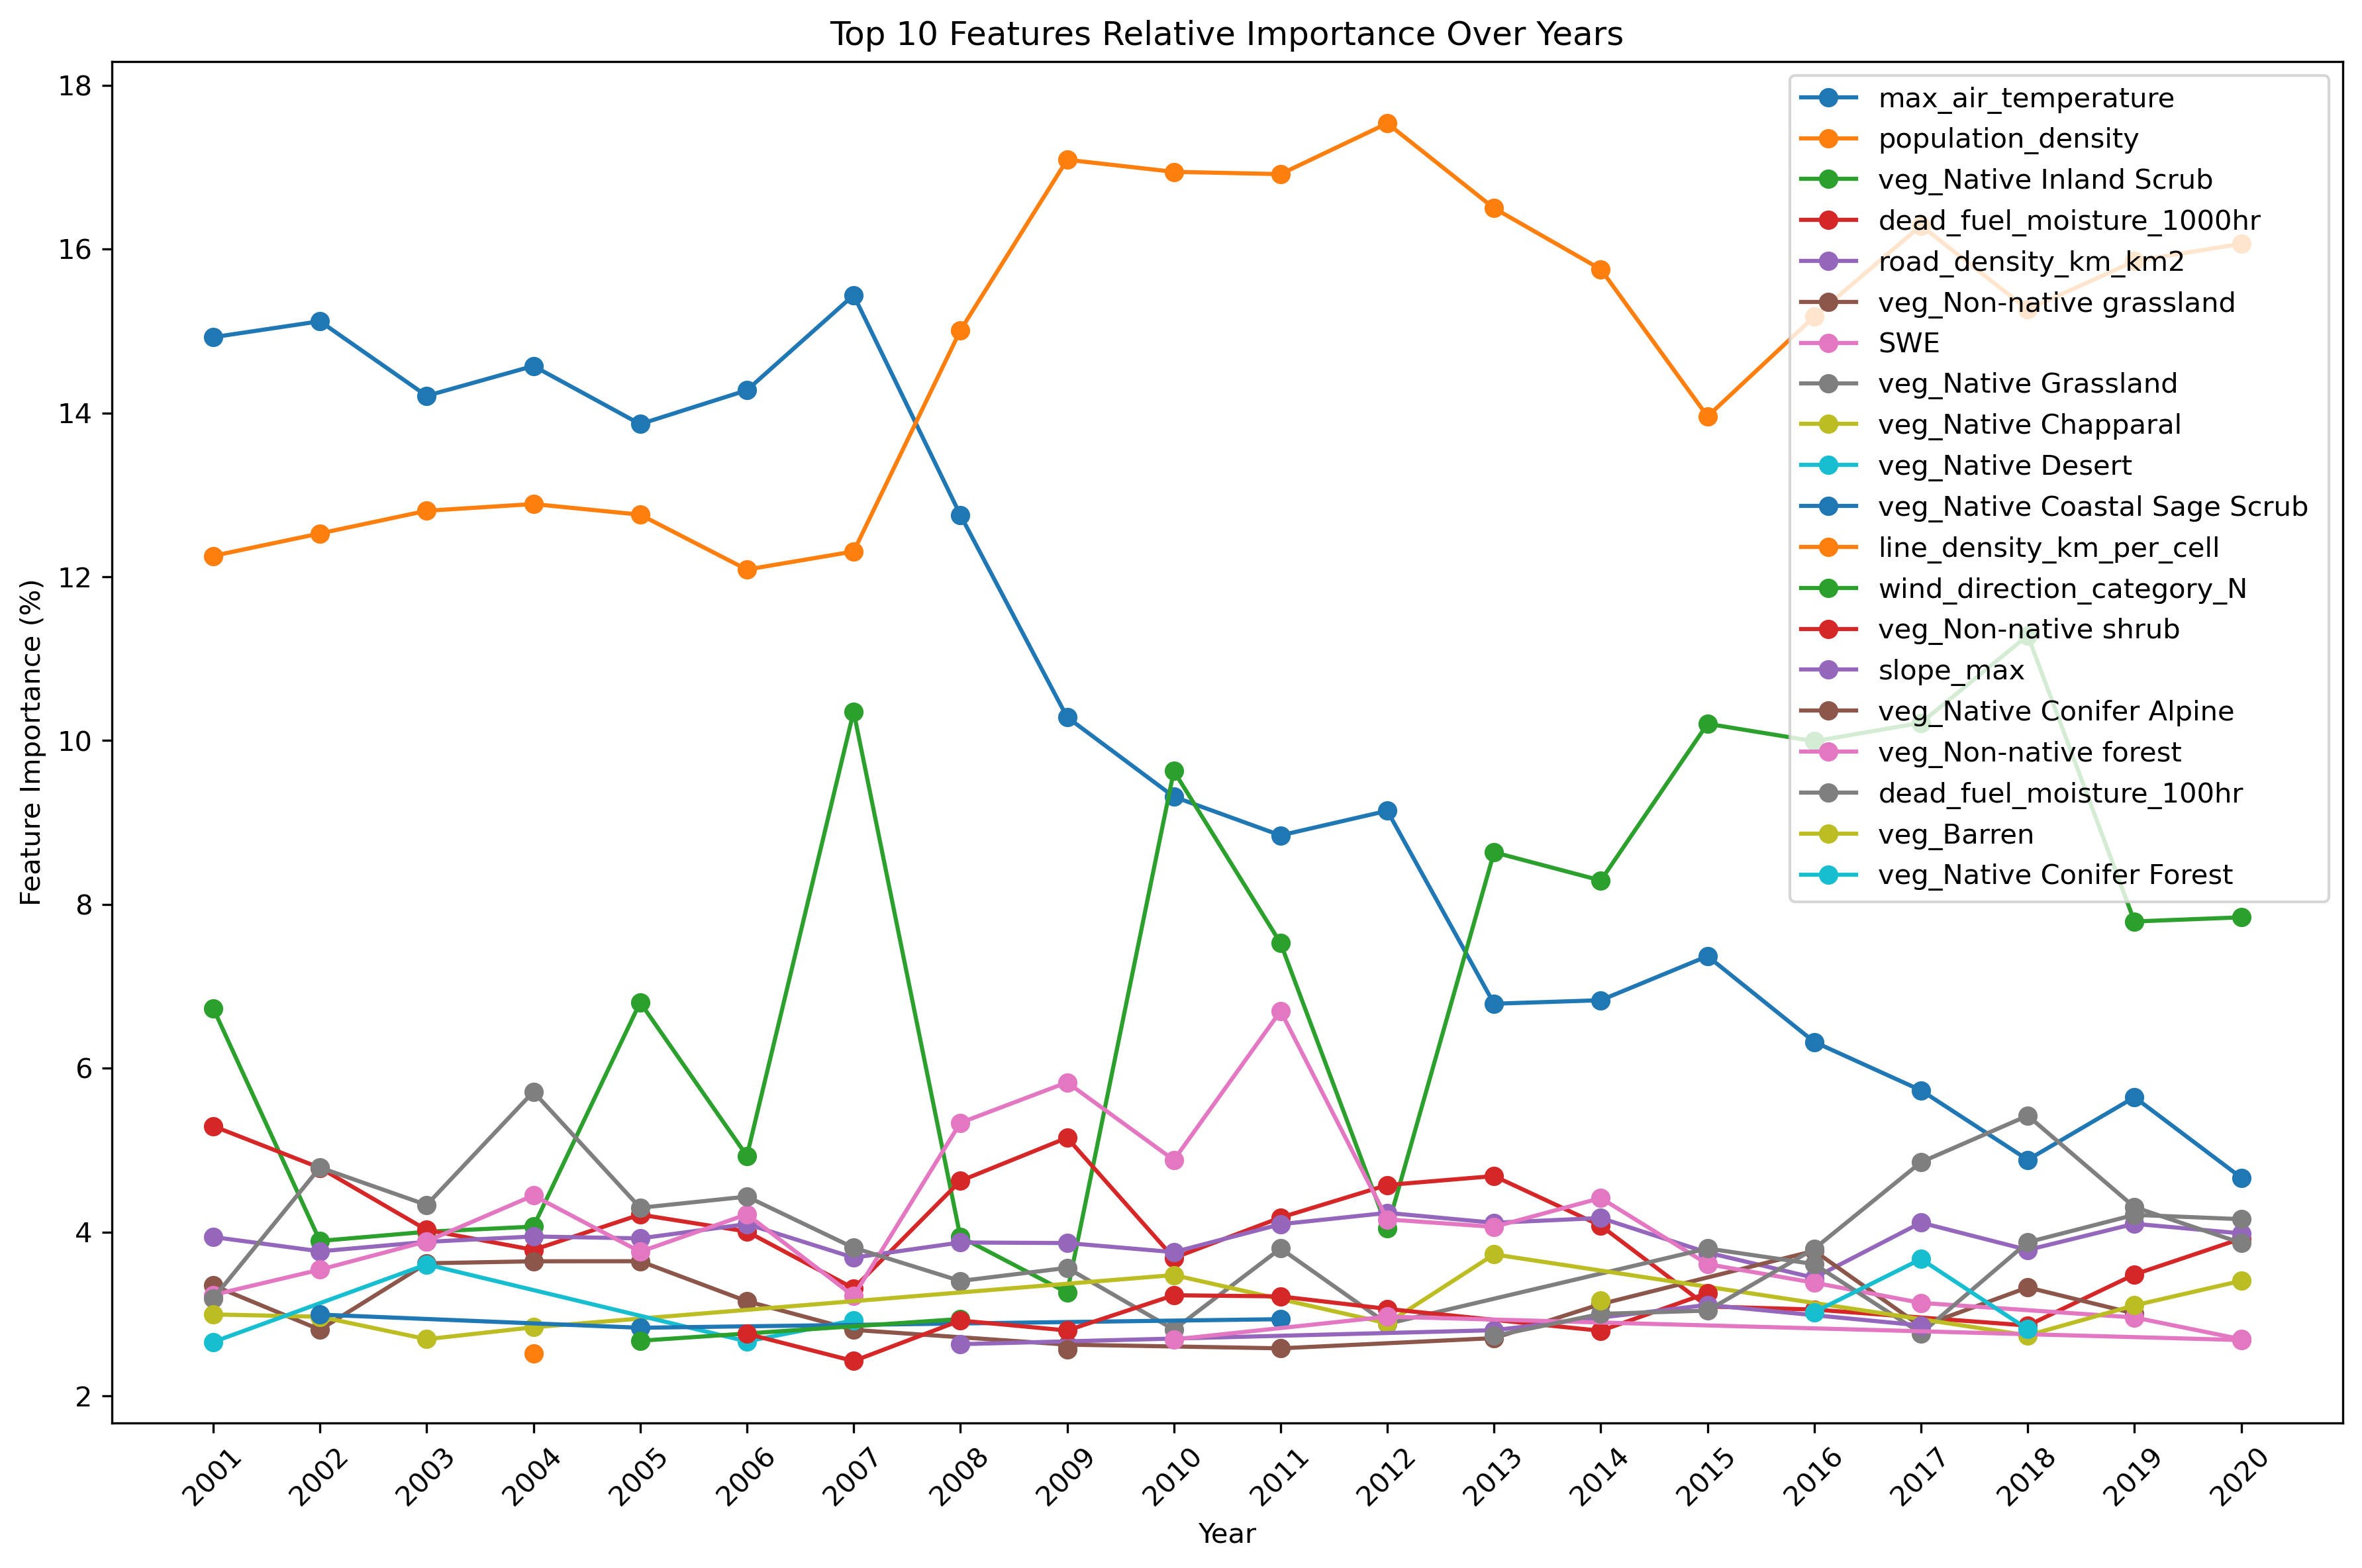 Top 10 Features Relative Importance Over Years
Feature Importance (%)
18
16
14
12
10
8
6
4
2
max_air_temperature
population_density
veg_Native Inland Scrub
dead_fuel_moisture_1000hr
road_density_km_km2
veg_Non-native grassland
SWE
veg_Native Grassland
veg_Native Chapparal
veg_Native Desert
veg_Native Coastal Sage Scrub
line_density_km_per_cell
wind_direction_category_N
veg_Non-native shrub
slope_max
veg_Native Conifer Alpine
veg_Non-native forest
dead_fuel_moisture_100hr
veg_Barren
veg_Native Conifer Forest
2001
2002
2003
2004
2005
2006
2007
2008
2009
2010
2011
2012
2013
2014
2015
2016
2017
2018
2019
2020
Year